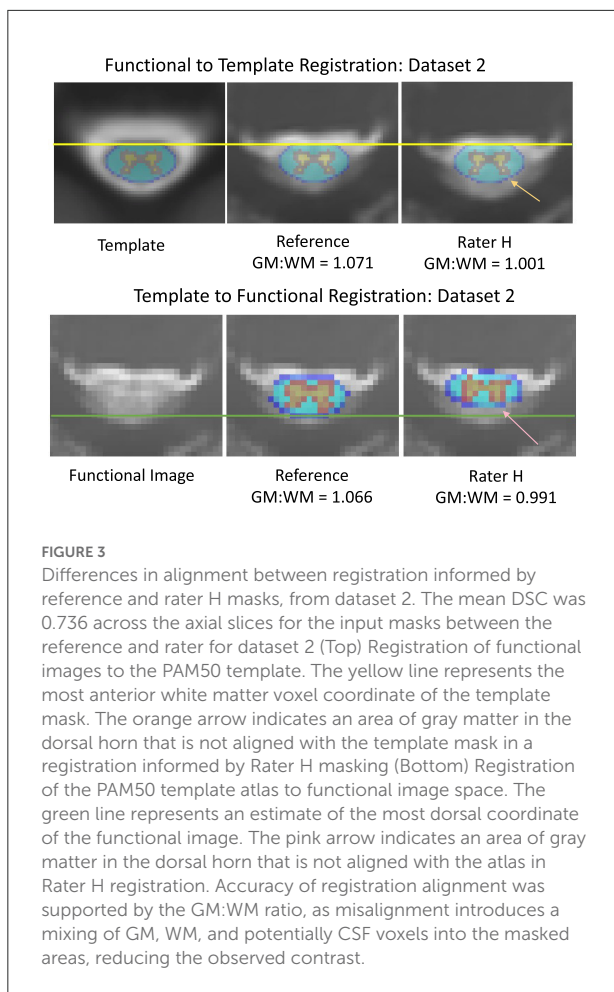 Functional to Template Registration: Dataset 2
Template
Reference
GM:WM = 1.071
Rater H
GM:WM = 1.001
Template to Functional Registration: Dataset 2
Functional Image
Reference
GM:WM = 1.066
Rater H
GM:WM = 0.991
FIGURE 3
Differences in alignment between registration informed by
reference and rater H masks, from dataset 2. The mean DSC was
0.736 across the axial slices for the input masks between the
reference and rater for dataset 2 (Top) Registration of functional
images to the PAM50 template. The yellow line represents the
most anterior white matter voxel coordinate of the template
mask. The orange arrow indicates an area of gray matter in the
dorsal horn that is not aligned with the template mask in a
registration informed by Rater H masking (Bottom) Registration
of the PAM50 template atlas to functional image space. The
green line represents an estimate of the most dorsal coordinate
of the functional image. The pink arrow indicates an area of gray
matter in the dorsal horn that is not aligned with the atlas in
Rater H registration. Accuracy of registration alignment was
supported by the GM:WM ratio, as misalignment introduces a
mixing of GM, WM, and potentially CSF voxels into the masked
areas, reducing the observed contrast.